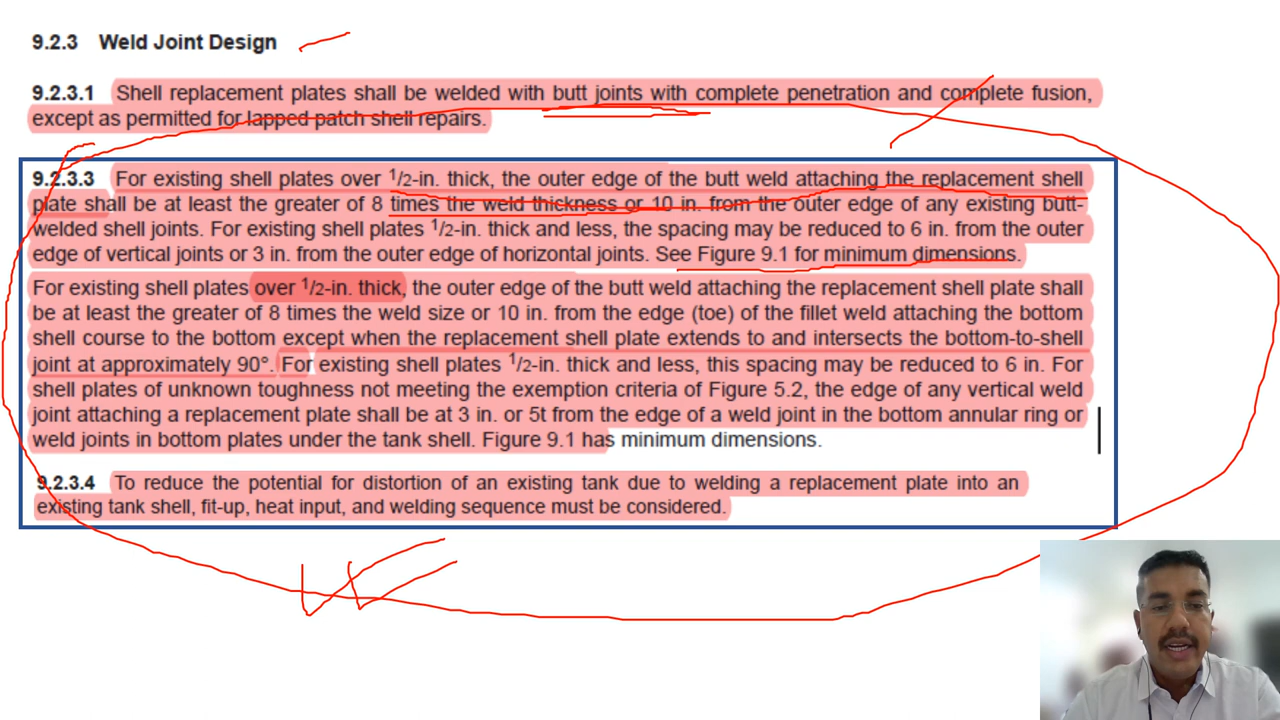 9.2.3 Weld Joint Design
9.2.3.1 Shell replacement plates shall be welded with butt joints with complete penetration and complete fusion,
except as permitted for lapped patch shell repairs.
9.2.3.3 For existing shell plates over 1/2-in. thick, the outer edge of the butt weld attaching the replacement shell
plate shall be at least the greater of 8 times the weld thickness or 10 in. from the outer edge of any existing butt-
welded shell joints. For existing shell plates 1/2-in. thick and less, the spacing may be reduced to 6 in. from the outer
edge of vertical joints or 3 in. from the outer edge of horizontal joints. See Figure 9.1 for minimum dimensions.
For existing shell plates over 1/2-in. thick, the outer edge of the butt weld attaching the replacement shell plate shall
be at least the greater of 8 times the weld size or 10 in. from the edge (toe) of the fillet weld attaching the bottom
shell course to the bottom except when the replacement shell plate extends to and intersects the bottom-to-shell
joint at approximately 90°. For existing shell plates 1/2-in. thick and less, this spacing may be reduced to 6 in. For
shell plates of unknown toughness not meeting the exemption criteria of Figure 5.2, the edge of any vertical weld
joint attaching a replacement plate shall be at 3 in. or 5t from the edge of a weld joint in the bottom annular ring or
weld joints in bottom plates under the tank shell. Figure 9.1 has minimum dimensions.
9.2.3.4 To reduce the potential for distortion of an existing tank due to welding a replacement plate into an
existing tank shell, fit-up, heat input, and welding sequence must be considered.